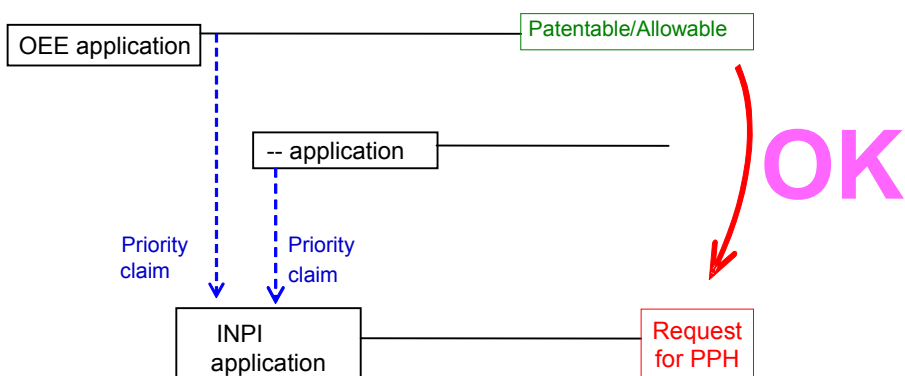 OEE application
Patentable/Allowable
-- application
OK
Priority
claim
Priority
claim
INPI
application
Request
for PPH